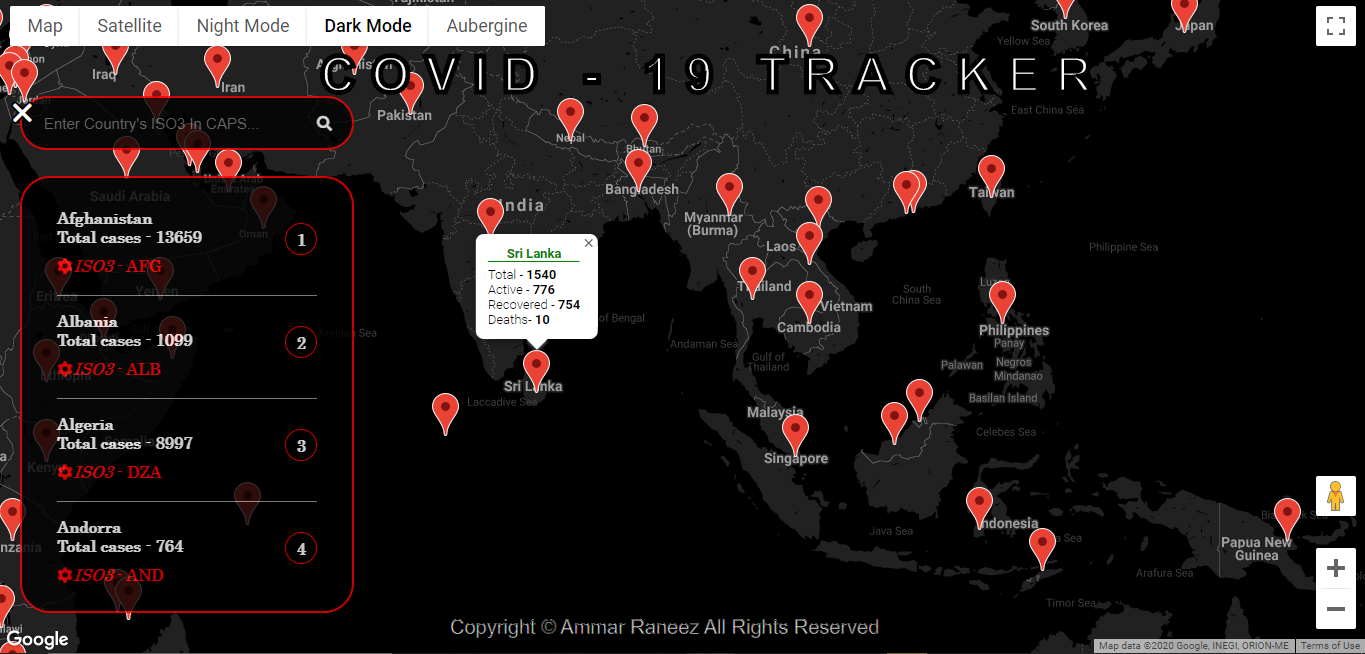 Map
Satellite
Night Mode
Dark Mode
Aubergine
COVID - 19 TRACKER
Enter Country's ISO3 In CAPS...
Afghanistan
Total cases - 13659
1
ISO3 - AFG
Albania
Total cases - 1099
2
ISO3 - ALB
Algeria
Total cases - 8997
3
ISO3 - DZA
Andorra
Total cases - 764
4
ISO3 - AND
Sri Lanka
Total - 1540
Active - 776
Recovered - 754
Deaths- 10
China
South Korea
Yellow Sea
Japan
East China Sea
Iraq
Iran
Pakistan
Nepal
Bhutan
Bangladesh
India
Myanmar
(Burma)
Laos
Taiwan
Thailand
Vietnam
Cambodia
South
China Sea
Philippine Sea
Philippines
Panay
Negros
Palawan
Mindanao
Basilan Island
Saudi Arabia
Oman
Yemen
Eritrea
Ethiopia
Kenya
of Bengal
Andaman Sea
Gulf of
Thailand
Sri Lanka
Laccadive Sea
Malaysia
Singapore
Celebes Sea
Indonesia
Java Sea
Papua New
Guinea
Arafura Sea
Timor Sea
Copyright © Ammar Raneez All Rights Reserved
Google
Map data ©2020 Google, INEGI, ORION-ME
Terms of Use